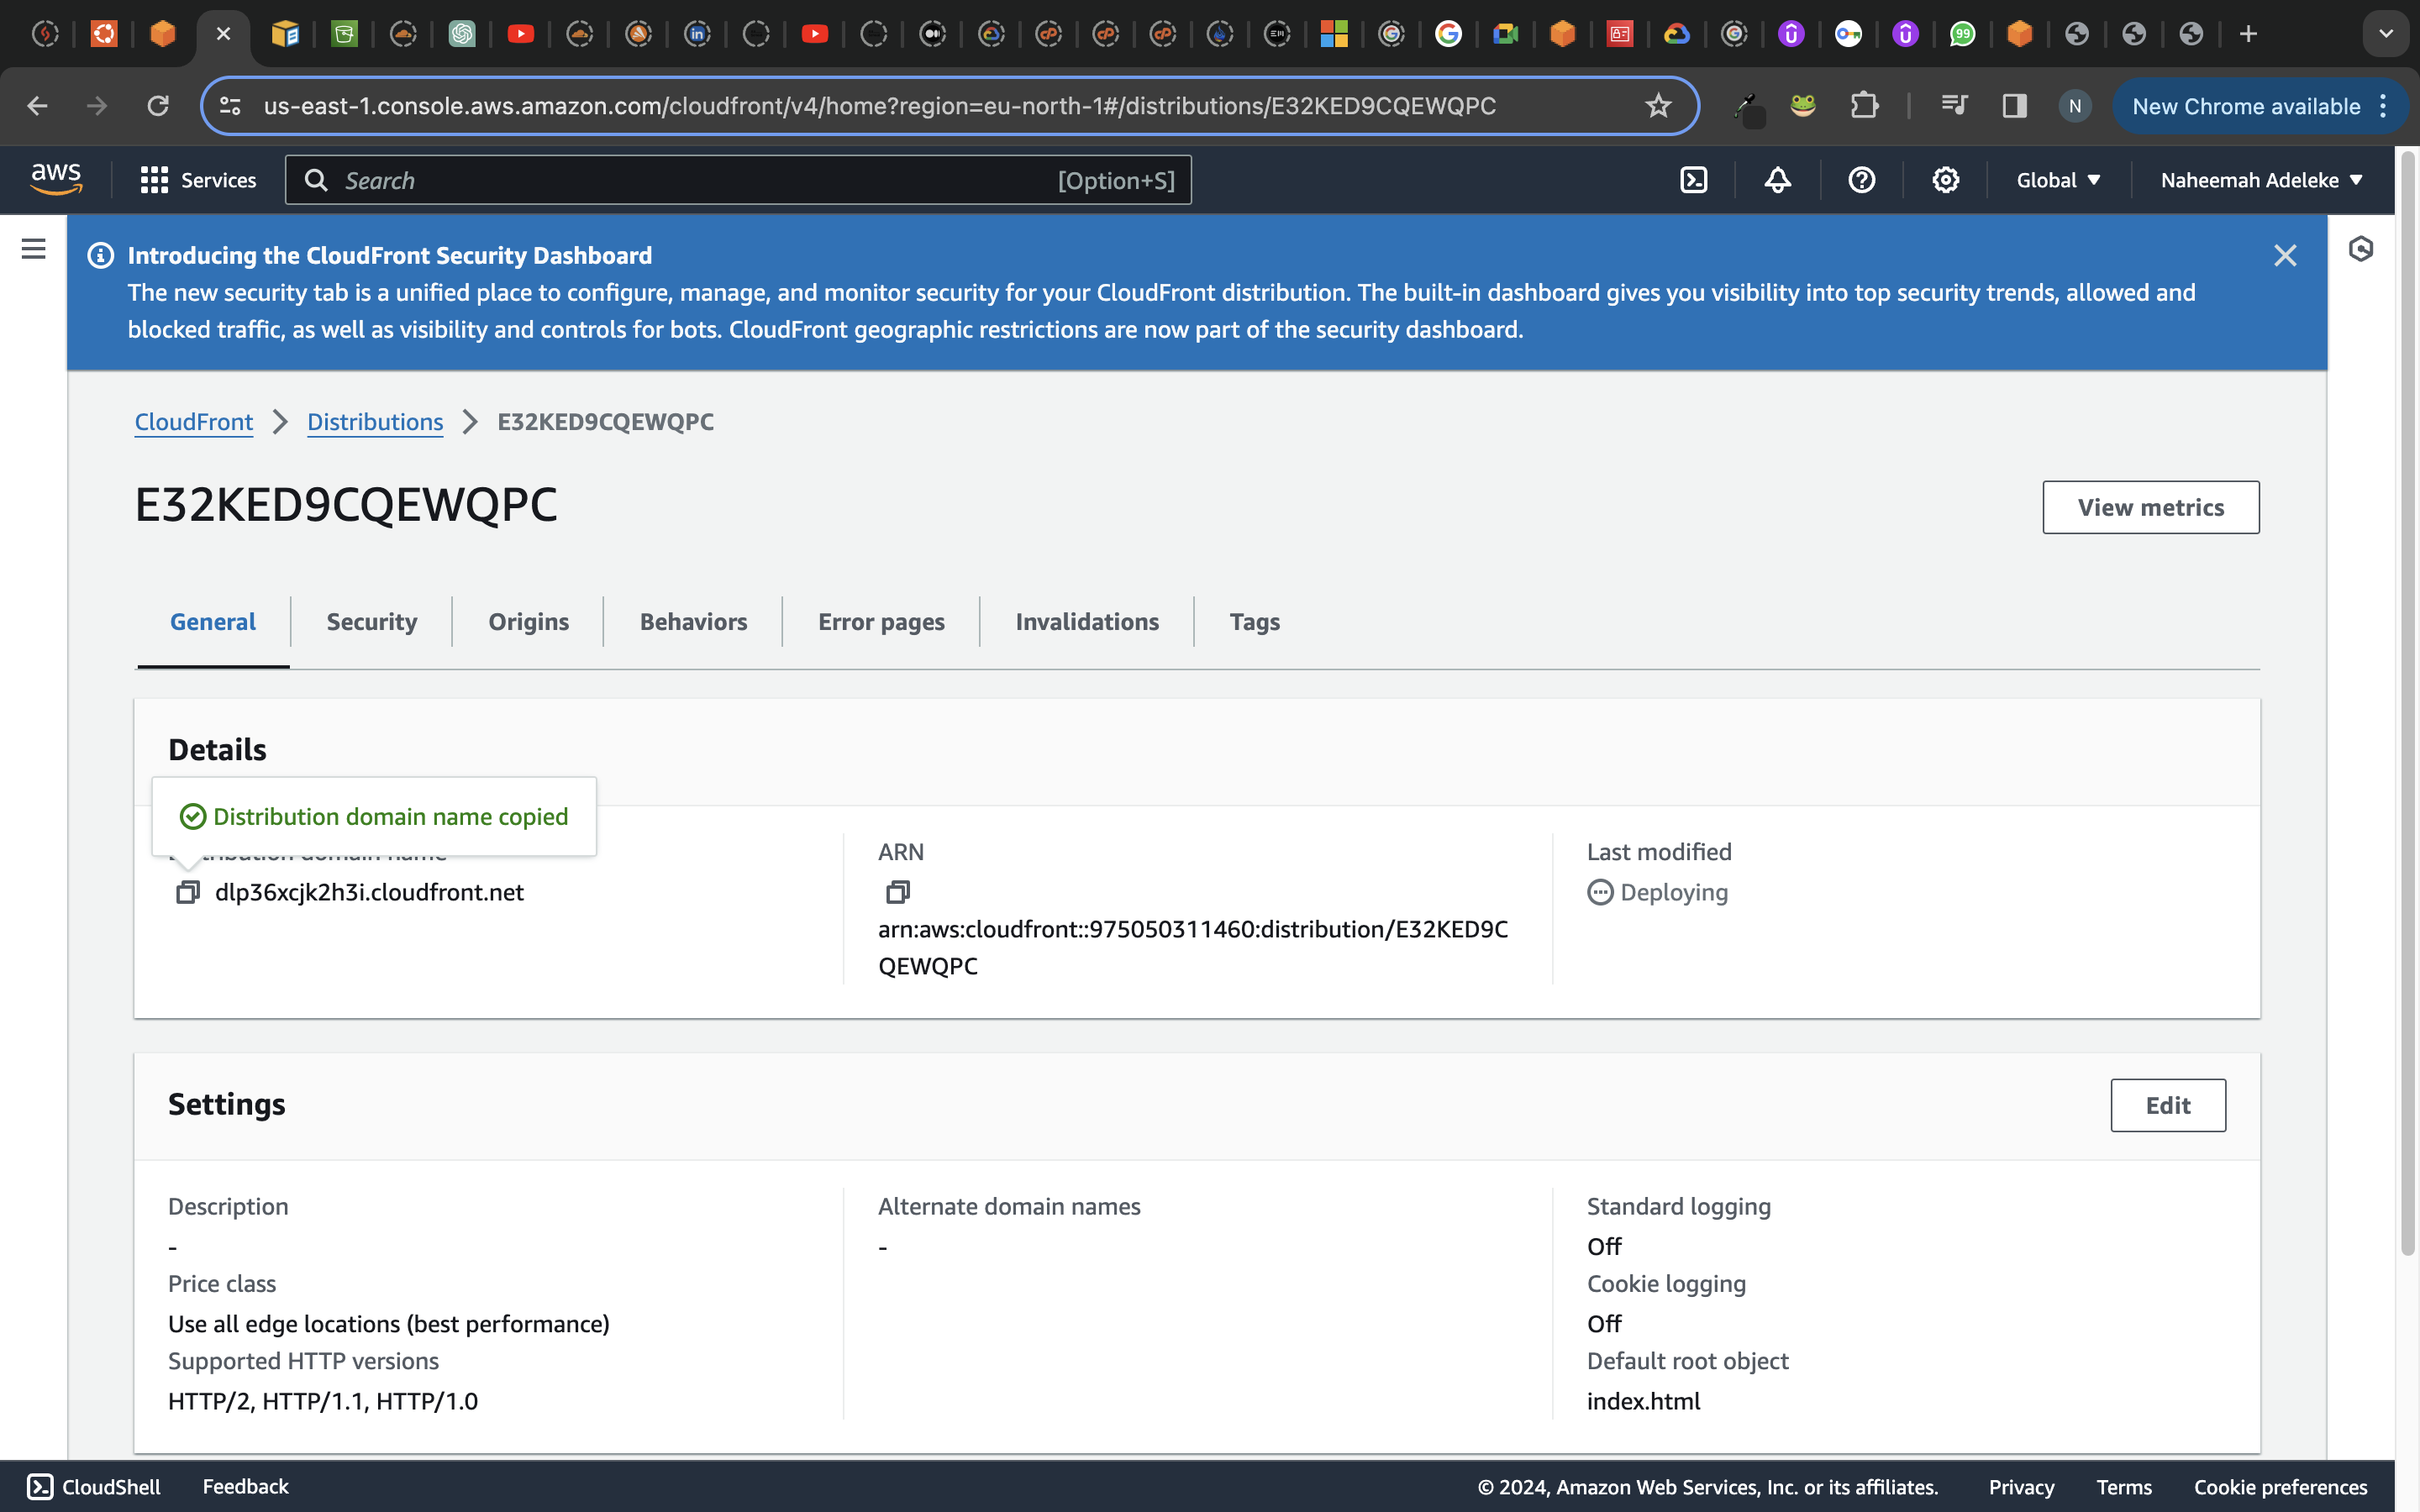 us-east-1.console.aws.amazon.com/cloudfront/v4/home?region=eu-north-1#/distributions/E32KED9CQEWQPC
N
New Chrome available
aws
Services
Search
[Option+S]
Global
Naheemah Adeleke
Introducing the CloudFront Security Dashboard
The new security tab is a unified place to configure, manage, and monitor security for your CloudFront distribution. The built-in dashboard gives you visibility into top security trends, allowed and
blocked traffic, as well as visibility and controls for bots. CloudFront geographic restrictions are now part of the security dashboard.
CloudFront
Distributions
E32KED9CQEWQPC
E32KED9CQEWQPC
View metrics
General
Security
Origins
Behaviors
Error pages
Invalidations
Tags
Details
Distribution domain name copied
dlp36xcjk2h3i.cloudfront.net
ARN
arn:aws:cloudfront::975050311460:distribution/E32KED9C
QEWQPC
Last modified
Deploying
Settings
Edit
Description
-
Price class
Use all edge locations (best performance)
Supported HTTP versions
HTTP/2, HTTP/1.1, HTTP/1.0
Alternate domain names
-
Standard logging
Off
Cookie logging
Off
Default root object
index.html
CloudShell
Feedback
© 2024, Amazon Web Services, Inc. or its affiliates.
Privacy
Terms
Cookie preferences